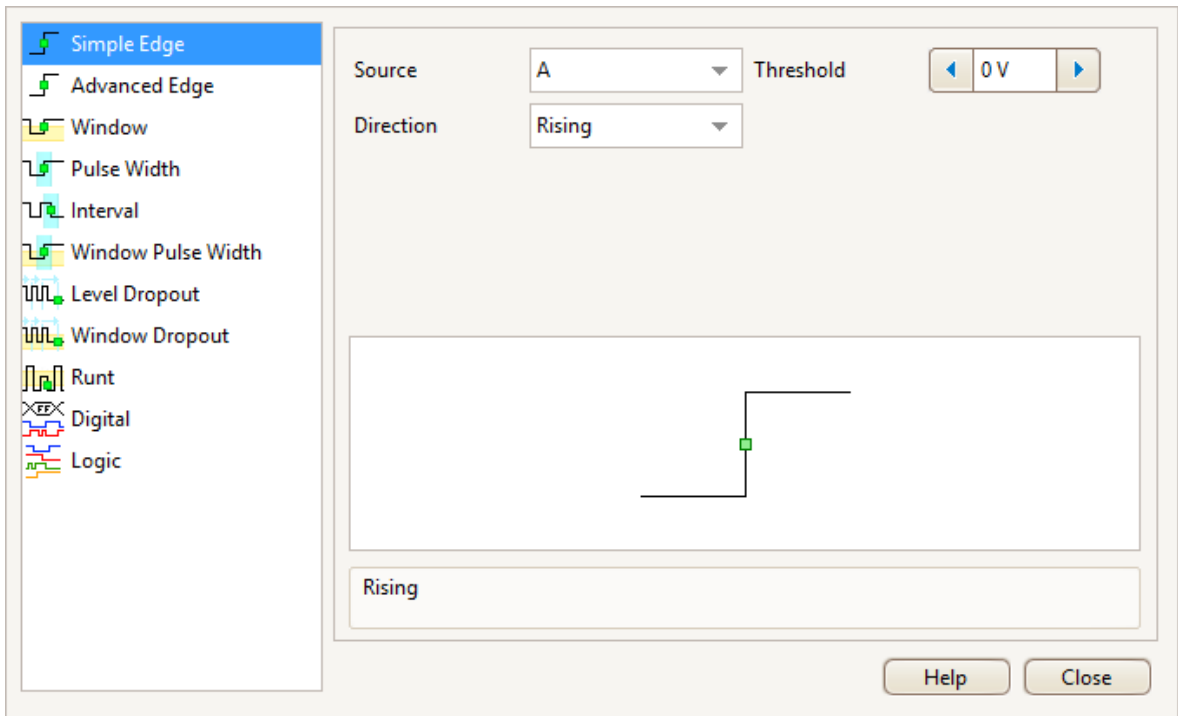 Simple Edge
Advanced Edge
Window
Pulse Width
Interval
Window Pulse Width
Level Dropout
Window Dropout
Runt
Digital
Logic
Source A Threshold 0 V
Direction Rising
Rising
Help Close
FF